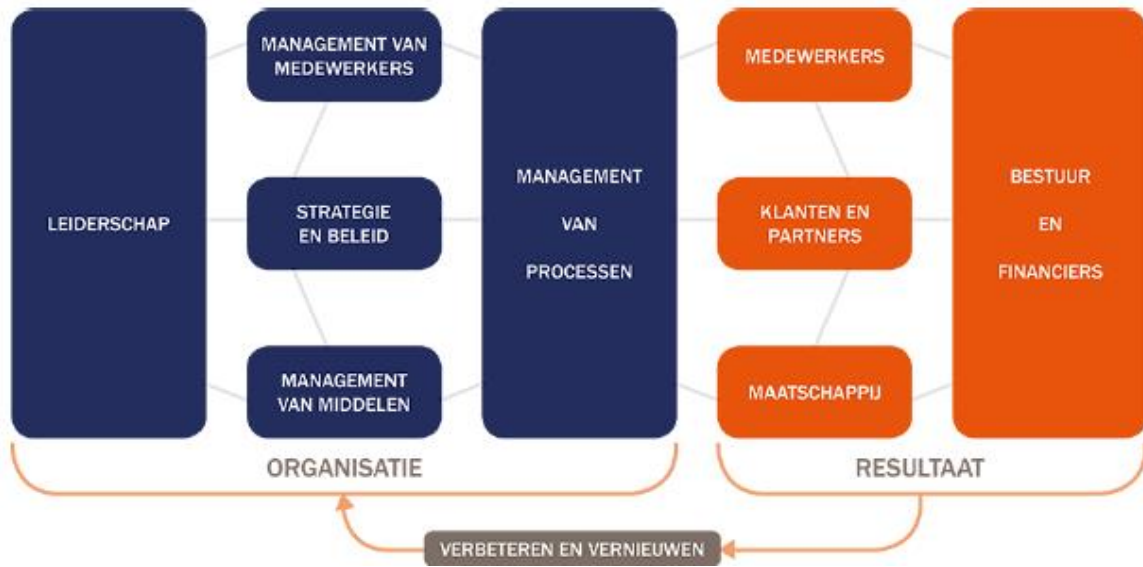 LEIDERSCHAP
MANAGEMENT VAN
MEDEWERKERS
STRATEGIE
EN BELEID
MANAGEMENT
VAN MIDDELEN
MANAGEMENT
VAN
PROCESSEN
MEDEWERKERS
KLANTEN EN
PARTNERS
MAATSCHAPPIJ
BESTUUR
EN
FINANCIERS
ORGANISATIE
RESULTAAT
VERBETEREN EN VERNIEUWEN